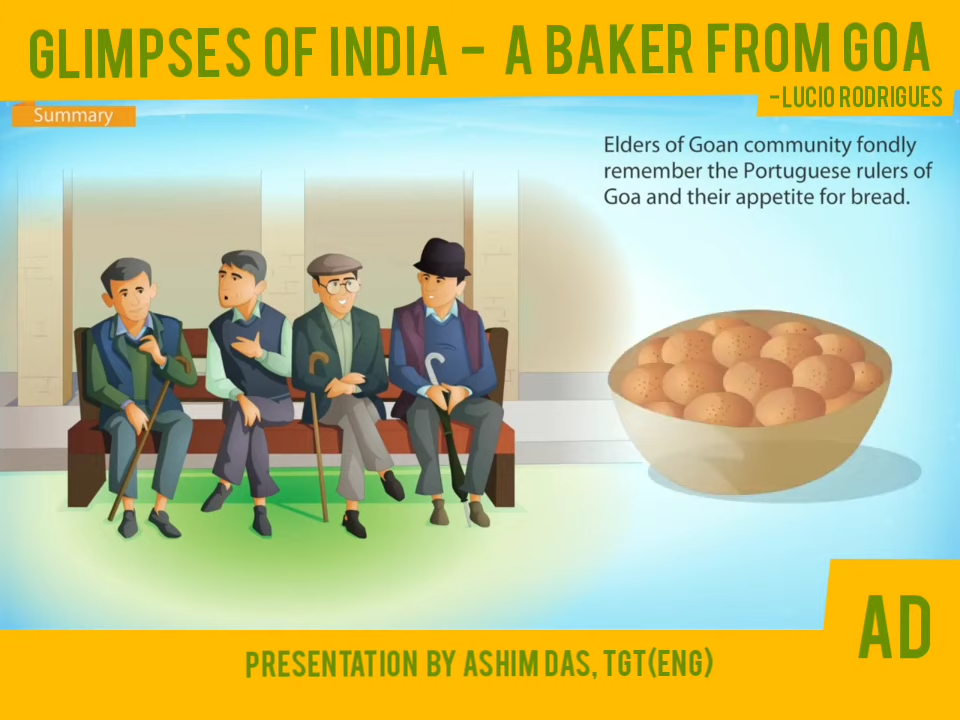 GLIMPSES OF INDIA - A BAKER FROM GOA
- LUCIO RODRIGUES
Summary
Elders of Goan community fondly
remember the Portuguese rulers of
Goa and their appetite for bread.
AD
PRESENTATION BY ASHIM DAS, TGT(ENG)